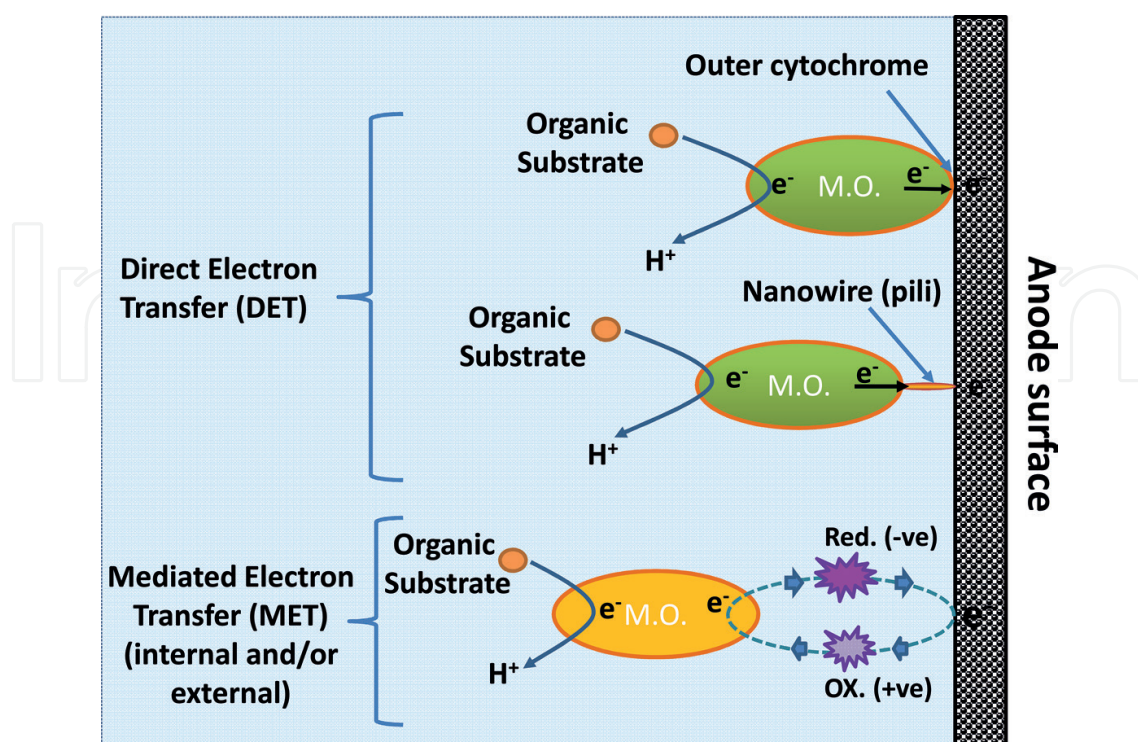 Outer cytochrome
Organic
Substrate
e⁻
M.O.
e⁻
e⁻
H⁺
Direct Electron
Transfer (DET)
Nanowire (pili)
Organic
Substrate
e⁻
M.O.
e⁻
e⁻
H⁺
Anode surface
Organic
Substrate
Red. (-ve)
Mediated Electron
Transfer (MET)
(internal and/or
external)
e⁻
M.O.
e⁻
e⁻
H⁺
OX. (+ve)